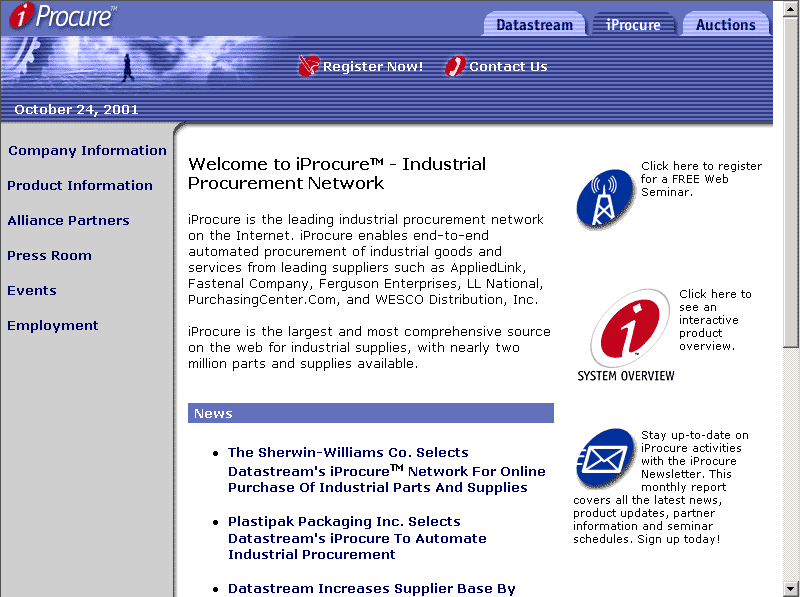 iProcure™
Datastream
iProcure
Auctions
Register Now!
Contact Us
October 24, 2001
Company Information
Product Information
Alliance Partners
Press Room
Events
Employment
Welcome to iProcure™ - Industrial
Procurement Network
iProcure is the leading industrial procurement network
on the Internet. iProcure enables end-to-end
automated procurement of industrial goods and
services from leading suppliers such as AppliedLink,
Fastenal Company, Ferguson Enterprises, LL National,
PurchasingCenter.Com, and WESCO Distribution, Inc.
iProcure is the largest and most comprehensive source
on the web for industrial supplies, with nearly two
million parts and supplies available.
News
• The Sherwin-Williams Co. Selects
Datastream's iProcure™ Network For Online
Purchase Of Industrial Parts And Supplies
• Plastipak Packaging Inc. Selects
Datastream's iProcure To Automate
Industrial Procurement
• Datastream Increases Supplier Base By
Click here to register
for a FREE Web
Seminar.
Click here to
see an
interactive
product
overview.
i™
SYSTEM OVERVIEW
Stay up-to-date on
iProcure activities
with the iProcure
Newsletter. This
monthly report
covers all the latest news,
product updates, partner
information and seminar
schedules. Sign up today!